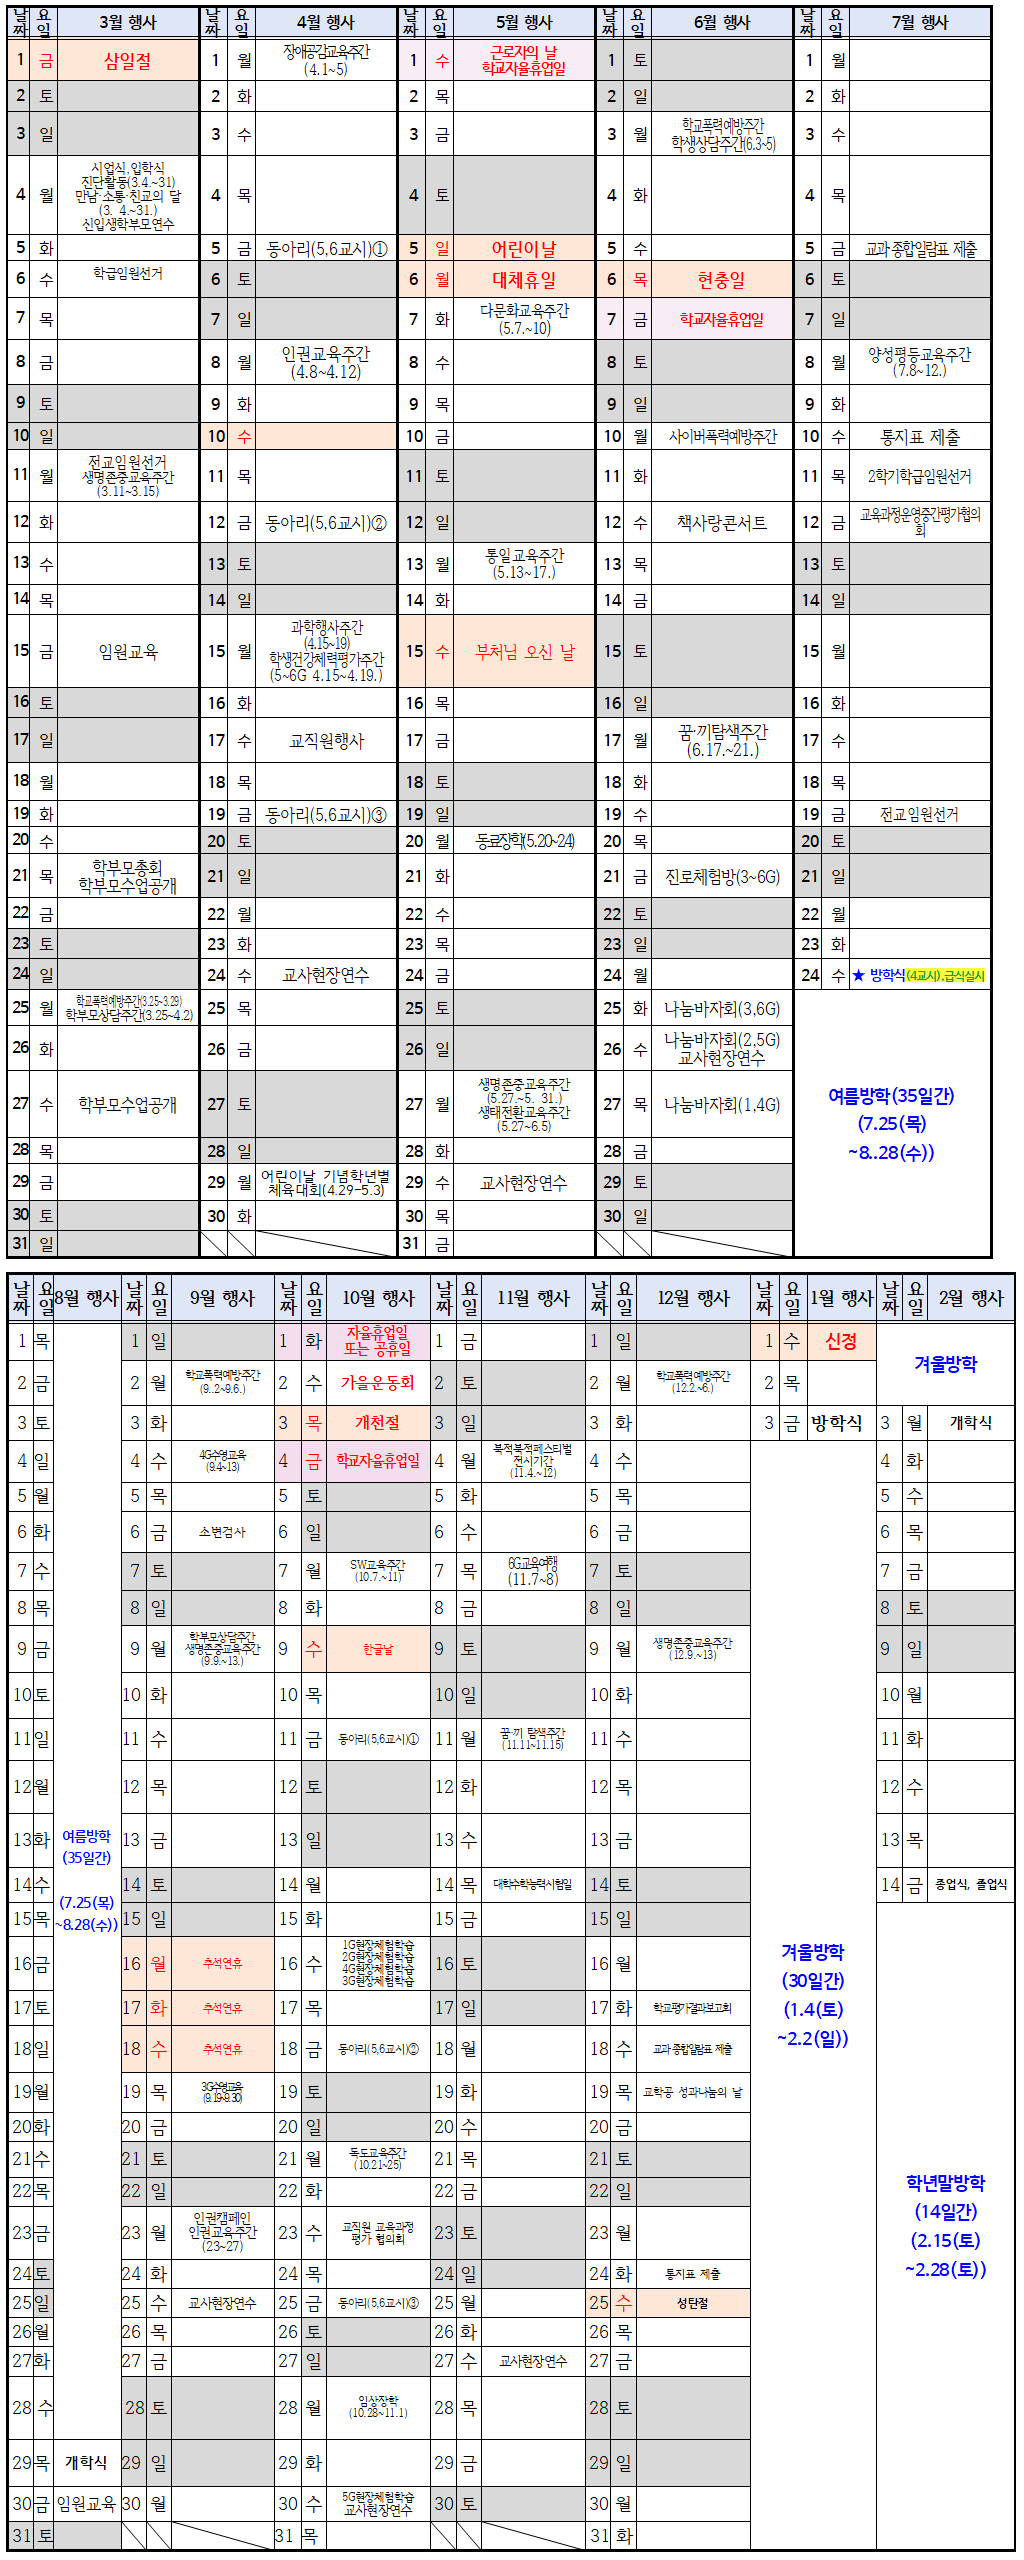 날짜 요일 3월 행사 날짜 요일 4월 행사 날짜 요일 5월 행사 날짜 요일 6월 행사 날짜 요일 7월 행사
1 금 삼일절 1 월 장애공감교육주간 (4.1~5) 1 수 근로자의 날 학교자율휴업일 1 토 1 월
2 토 2 화 2 목 2 일 2 화
3 일 3 수 3 금 3 월 학교폭력예방주간 학생상담주간(6.3~5) 3 수
4 월 시업식,입학식 진단활동(3.4.~31) 만남·소통·친교의 달 (3. 4.~31.) 신입생학부모연수 4 목 4 토 4 화 4 목
5 화 5 금 동아리(5,6교시)① 5 일 어린이날 5 수 5 금 교과·종합일람표 제출
6 수 학급임원선거 6 토 6 월 대체휴일 6 목 현충일 6 토
7 목 7 일 7 화 다문화교육주간 (5.7.~10) 7 금 학교자율휴업일 7 일
8 금 8 월 인권교육주간 (4.8~4.12) 8 수 8 토 8 월 양성평등교육주간 (7.8~12.)
9 토 9 화 9 목 9 일 9 화
10 일 10 수 10 금 10 월 사이버폭력예방주간 10 수 통지표 제출
11 월 전교임원선거 생명존중교육주간 (3.11~3.15) 11 목 11 토 11 화 11 목 2학기학급임원선거
12 화 12 금 동아리(5,6교시)② 12 일 12 수 책사랑콘서트 12 금 교육과정운영중간평가협의회
13 수 13 토 13 월 통일교육주간 (5.13~17.) 13 목 13 토
14 목 14 일 14 화 14 금 14 일
15 금 임원교육 15 월 과학행사주간 (4.15~19) 학생건강체력평가주간 (5~6G 4.15~4.19.) 15 수 부처님 오신 날 15 토 15 월
16 토 16 화 16 목 16 일 16 화
17 일 17 수 교직원행사 17 금 17 월 꿈·끼탐색주간 (6.17.~21.) 17 수
18 월 18 목 18 토 18 화 18 목
19 화 19 금 동아리(5,6교시)③ 19 일 19 수 19 금 전교임원선거
20 수 20 토 20 월 동료장학(5.20~24) 20 목 20 토
21 목 학부모총회 학부모수업공개 21 일 21 화 21 금 진로체험방(3~6G) 21 일
22 금 22 월 22 수 22 토 22 월
23 토 23 화 23 목 23 일 23 화
24 일 24 수 교사현장연수 24 금 24 월 24 수 ★ 방학식(4교시),급식실시
25 월 학교폭력예방주간(3.25~3.29) 학부모상담주간(3.25~4.2) 25 목 25 토 25 화 나눔바자회(3,6G)
26 화 26 금 26 일 26 수 나눔바자회(2,5G) 교사현장연수
27 수 학부모수업공개 27 토 27 월 생명존중교육주간 (5.27.~5. 31.) 생태전환교육주간 (5.27~6.5) 27 목 나눔바자회(1,4G)
여름방학(35일간)
(7.25(목)
~8..28(수))
28 목 28 일 28 화 28 금
29 금 29 월 어린이날 기념학년별 체육대회(4.29-5.3) 29 수 교사현장연수 29 토
30 토 30 화 30 목 30 일
31 일 31 금
날짜 요일 8월 행사 날짜 요일 9월 행사 날짜 요일 10월 행사 날짜 요일 11월 행사 날짜 요일 12월 행사 날짜 요일 1월 행사 날짜 요일 2월 행사
1 목 1 일 1 화 자율휴업일 또는 공휴일 1 금 1 일 1 수 신정 겨울방학
2 금 2 월 학교폭력예방주간 (9..2~9.6.) 2 수 가을운동회 2 토 2 월 학교폭력예방주간 (12.2.~6.) 2 목
3 토 3 화 3 목 개천절 3 일 3 화 3 금 방학식 3 월 개학식
4 일 4 수 4G수영교육 (9.4~13) 4 금 학교자율휴업일 4 월 북적북적페스티벌 전시기간 (11.4.~12) 4 수 4 화
5 월 5 목 5 토 5 화 5 목 5 수
6 화 6 금 소변검사 6 일 6 수 6 금 6 목
7 수 7 토 7 월 SW교육주간 (10.7.~11) 7 목 6G교육여행 (11.7~8) 7 토 7 금
8 목 8 일 8 화 8 금 8 일 8 토
9 금 9 월 학부모상담주간 생명존중교육주간 (9.9.~13.) 9 수 한글날 9 토 9 월 생명존중교육주간 (12.9.~13) 9 일
10 토 10 화 10 목 10 일 10 화 10 월
11 일 11 수 11 금 동아리(5,6교시)① 11 월 꿈·끼 탐색주간 (11.11~11.15) 11 수 11 화
12 월 12 목 12 토 12 화 12 목 12 수
13 화 13 금 13 일 13 수 13 금 13 목
여름방학
(35일간)
(7.25(목)
~8.28(수))
14 수 14 토 14 월 14 목 대학수학능력시험일 14 토 14 금 종업식, 졸업식
15 목 15 일 15 화 15 금 15 일
16 금 16 월 추석연휴 16 수 1G현장체험학습 2G현장체험학습 4G현장체험학습 3G현장체험학습 16 토 16 월
겨울방학
(30일간)
(1.4(토)
~2.2(일))
17 토 17 화 추석연휴 17 목 17 일 17 화 학교평가결과보고회
18 일 18 수 추석연휴 18 금 동아리(5,6교시)② 18 월 18 수 교과·종합일람표 제출
19 월 19 목 3G수영교육 (9.19~9.30) 19 토 19 화 19 목 교학공 성과나눔의 날
20 화 20 금 20 일 20 수 20 금
21 수 21 토 21 월 독도교육주간 (10.21~25) 21 목 21 토
22 목 22 일 22 화 22 금 22 일
학년말방학
(14일간)
(2.15(토)
~2.28(토))
23 금 23 월 인권캠페인 인권교육주간 (23~27) 23 수 교직원 교육과정 평가 협의회 23 토 23 월
24 토 24 화 24 목 24 일 24 화 통지표 제출
25 일 25 수 교사현장연수 25 금 동아리(5,6교시)③ 25 월 25 수 성탄절
26 월 26 목 26 토 26 화 26 목
27 화 27 금 27 일 27 수 교사현장연수 27 금
28 수 28 토 28 월 임상장학 (10.28~11.1) 28 목 28 토
29 목 개학식 29 일 29 화 29 금 29 일
30 금 임원교육 30 월 30 수 5G현장체험학습 교사현장연수 30 토 30 월
31 토 31 목 31 화